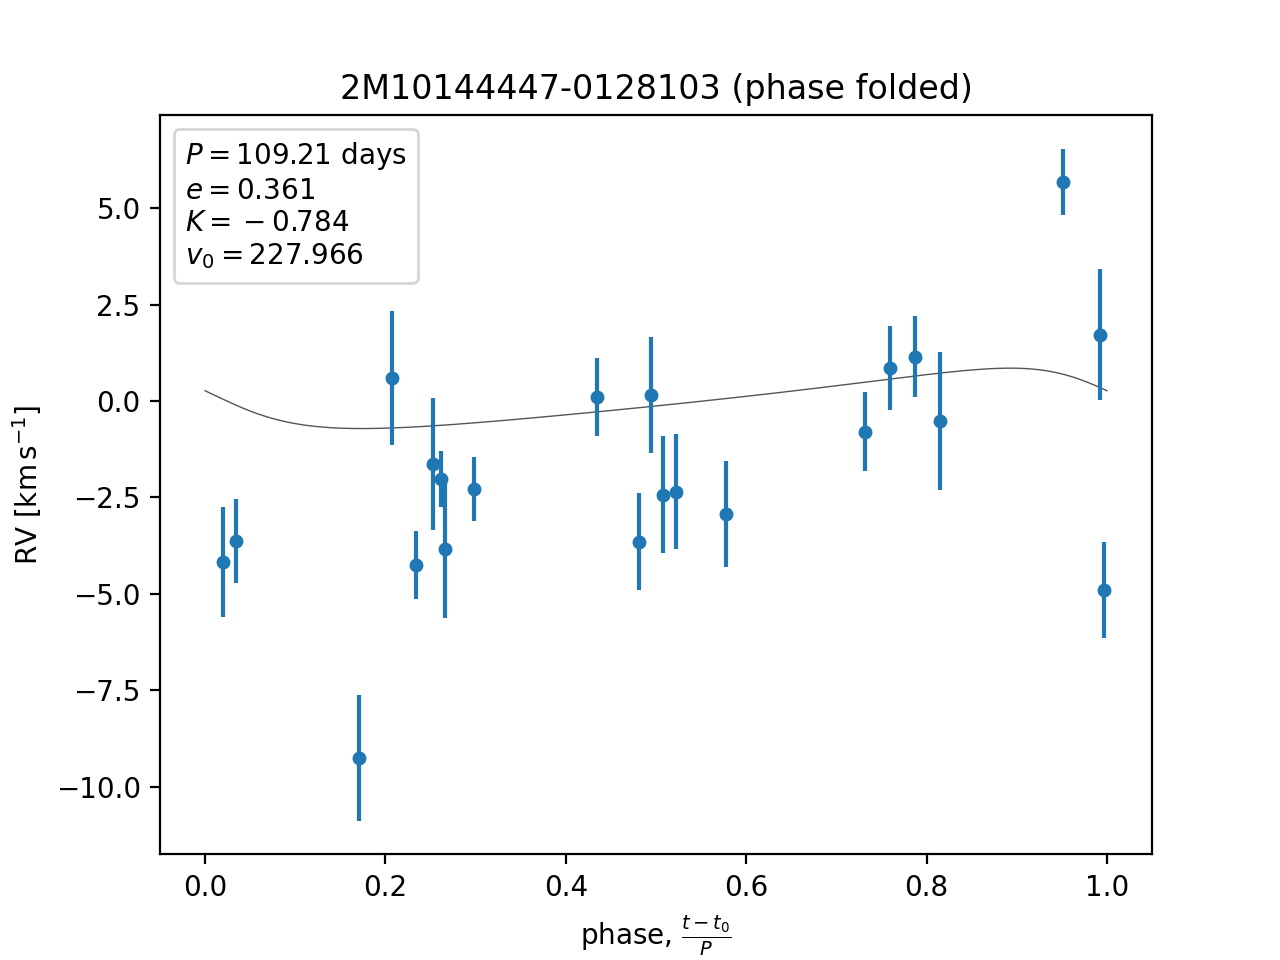 2M10144447-0128103 (phase folded)
P = 109.21 days
e = 0.361
K = −0.784
v₀ = 227.966
5.0
2.5
0.0
−2.5
−5.0
−7.5
−10.0
RV [km s⁻¹]
0.0 0.2 0.4 0.6 0.8 1.0
phase, (t − t₀)/P